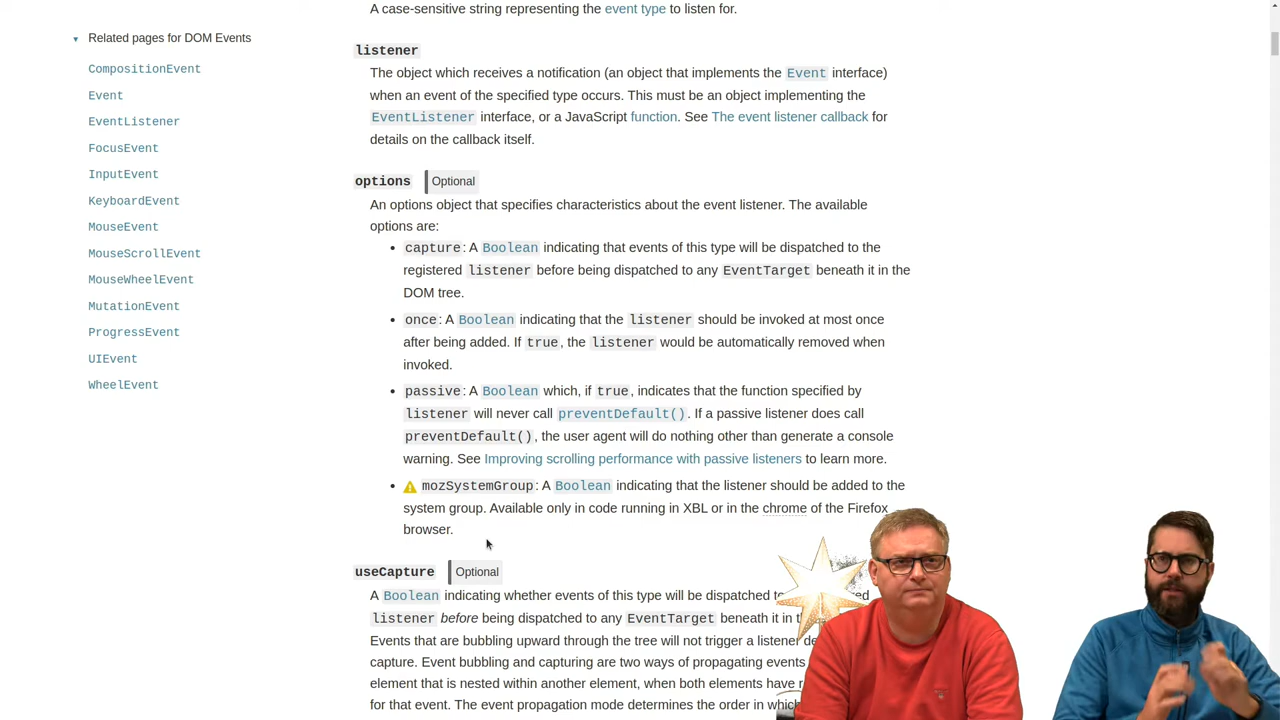 A case-sensitive string representing the event type to listen for.
Related pages for DOM Events
CompositionEvent
Event
EventListener
FocusEvent
InputEvent
KeyboardEvent
MouseEvent
MouseScrollEvent
MouseWheelEvent
MutationEvent
ProgressEvent
UIEvent
WheelEvent
listener
The object which receives a notification (an object that implements the Event interface)
when an event of the specified type occurs. This must be an object implementing the
EventListener interface, or a JavaScript function. See The event listener callback for
details on the callback itself.
options Optional
An options object that specifies characteristics about the event listener. The available
options are:
capture: A Boolean indicating that events of this type will be dispatched to the
registered listener before being dispatched to any EventTarget beneath it in the
DOM tree.
once: A Boolean indicating that the listener should be invoked at most once
after being added. If true, the listener would be automatically removed when
invoked.
passive: A Boolean which, if true, indicates that the function specified by
listener will never call preventDefault(). If a passive listener does call
preventDefault(), the user agent will do nothing other than generate a console
warning. See Improving scrolling performance with passive listeners to learn more.
mozSystemGroup: A Boolean indicating that the listener should be added to the
system group. Available only in code running in XBL or in the chrome of the Firefox
browser.
useCapture Optional
A Boolean indicating whether events of this type will be dispatched
listener before being dispatched to any EventTarget beneath it in
Events that are bubbling upward through the tree will not trigger a listener
capture. Event bubbling and capturing are two ways of propagating events
element that is nested within another element, when both elements have
for that event. The event propagation mode determines the order in which